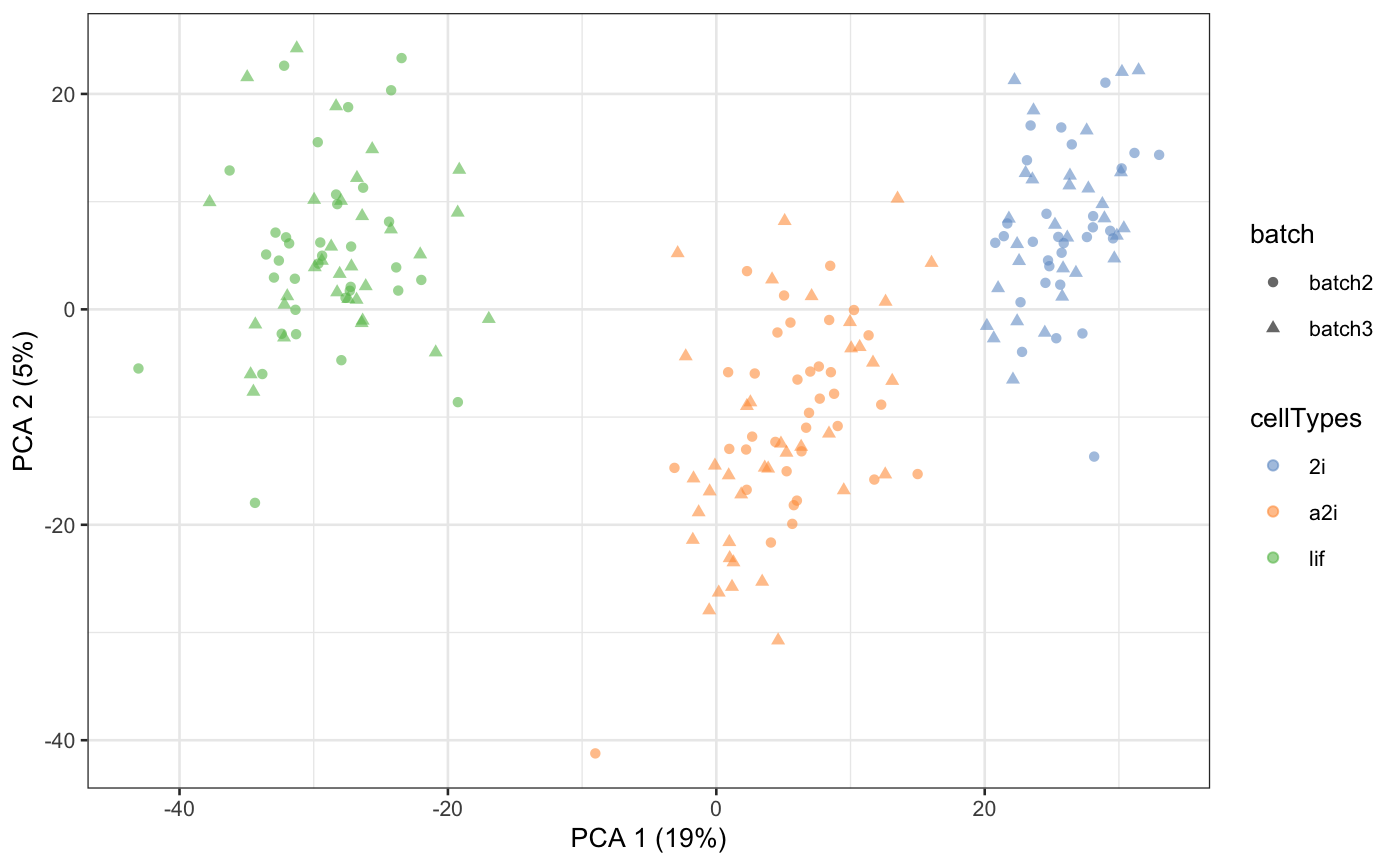 20
0
-20
-40
-40
-20
0
20
PCA 1 (19%)
PCA 2 (5%)
batch
batch2
batch3
cellTypes
2i
a2i
lif